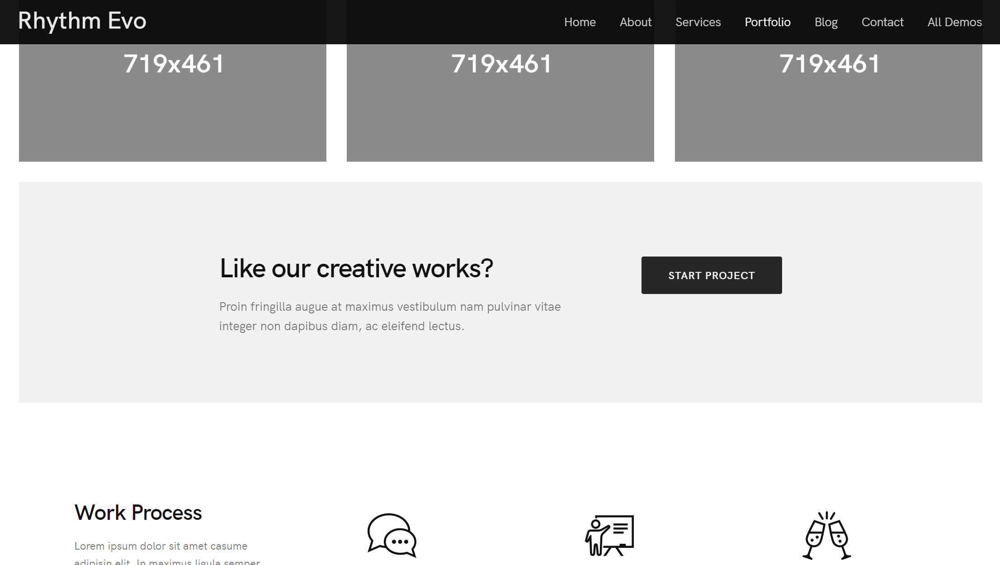 Rhythm Evo
Home About Services Portfolio Blog Contact All Demos
719x461 719x461 719x461
Like our creative works?
START PROJECT
Proin fringilla augue at maximus vestibulum nam pulvinar vitae
integer non dapibus diam, ac eleifend lectus.
Work Process
Lorem ipsum dolor sit amet casume
adipisin elit. In maximus ligula semper